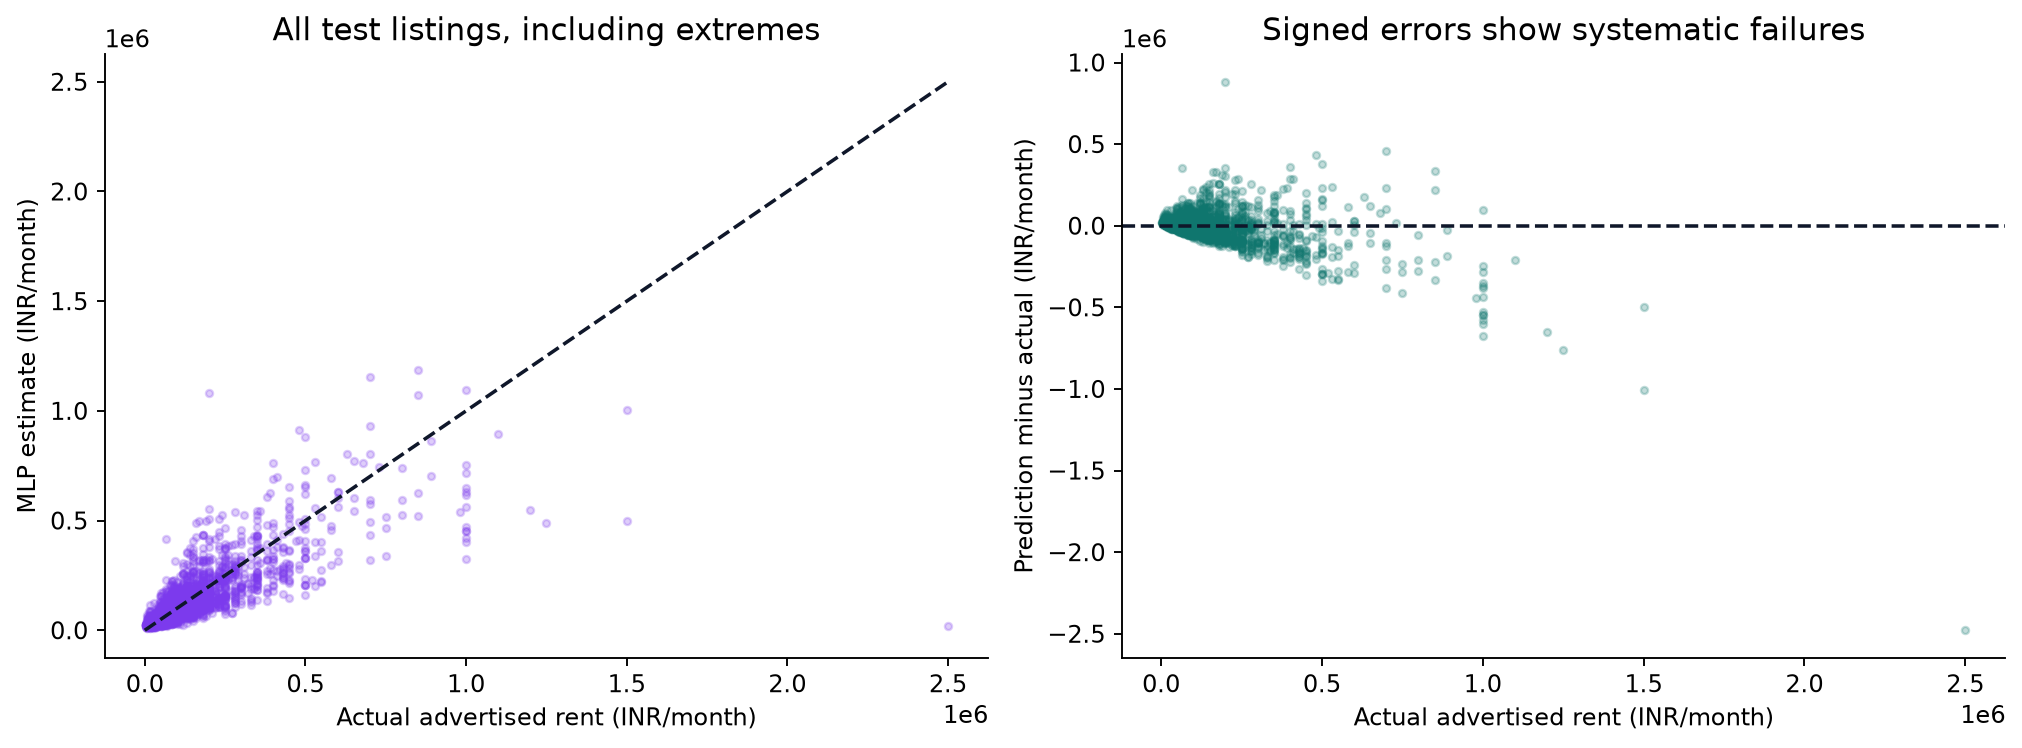 All test listings, including extremes
1e6
2.5
2.0
1.5
1.0
0.5
0.0
MLP estimate (INR/month)
0.0 0.5 1.0 1.5 2.0 2.5
Actual advertised rent (INR/month)
1e6
Signed errors show systematic failures
1e6
1.0
0.5
0.0
−0.5
−1.0
−1.5
−2.0
−2.5
Prediction minus actual (INR/month)
0.0 0.5 1.0 1.5 2.0 2.5
Actual advertised rent (INR/month)
1e6